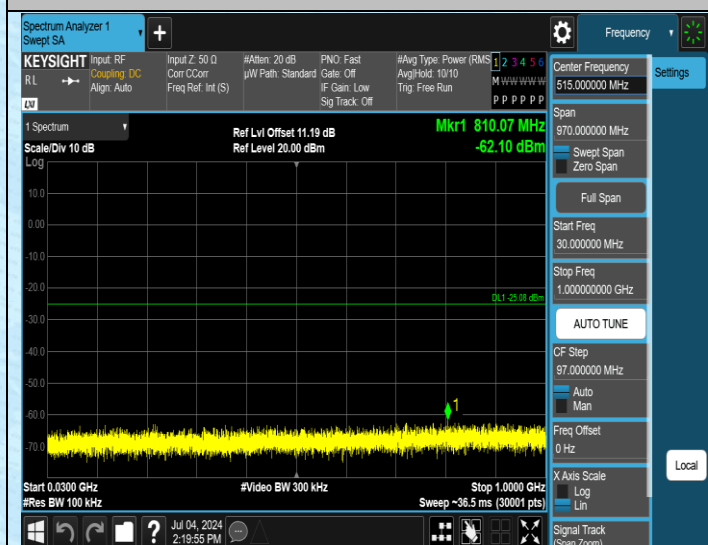 Spectrum Analyzer 1
Swept SA
Frequency
KEYSIGHT
RL
LXI
Input: RF
Coupling: DC
Align: Auto
Input Z: 50 Ω
Corr CCorr
Freq Ref: Int (S)
#Atten: 20 dB
µW Path: Standard
PNO: Fast
Gate: Off
IF Gain: Low
Sig Track: Off
#Avg Type: Power (RMS
Avg|Hold: 10/10
Trig: Free Run
1 2 3 4 5 6
M W W W W W
P P P P P P
1 Spectrum
Scale/Div 10 dB
Log
Ref Lvl Offset 11.19 dB
Ref Level 20.00 dBm
Mkr1 810.07 MHz
-62.10 dBm
10.0
0.00
-10.0
-20.0
DL1 -25.08 dBm
-30.0
-40.0
-50.0
1
-60.0
-70.0
Start 0.0300 GHz
#Res BW 100 kHz
#Video BW 300 kHz
Stop 1.0000 GHz
Sweep ~36.5 ms (30001 pts)
?
Jul 04, 2024
2:19:55 PM
Center Frequency
515.000000 MHz
Settings
Span
970.000000 MHz
Swept Span
Zero Span
Full Span
Start Freq
30.000000 MHz
Stop Freq
1.000000000 GHz
AUTO TUNE
CF Step
97.000000 MHz
Auto
Man
Freq Offset
0 Hz
X Axis Scale
Log
Lin
Local
Signal Track
(Span Zoom)